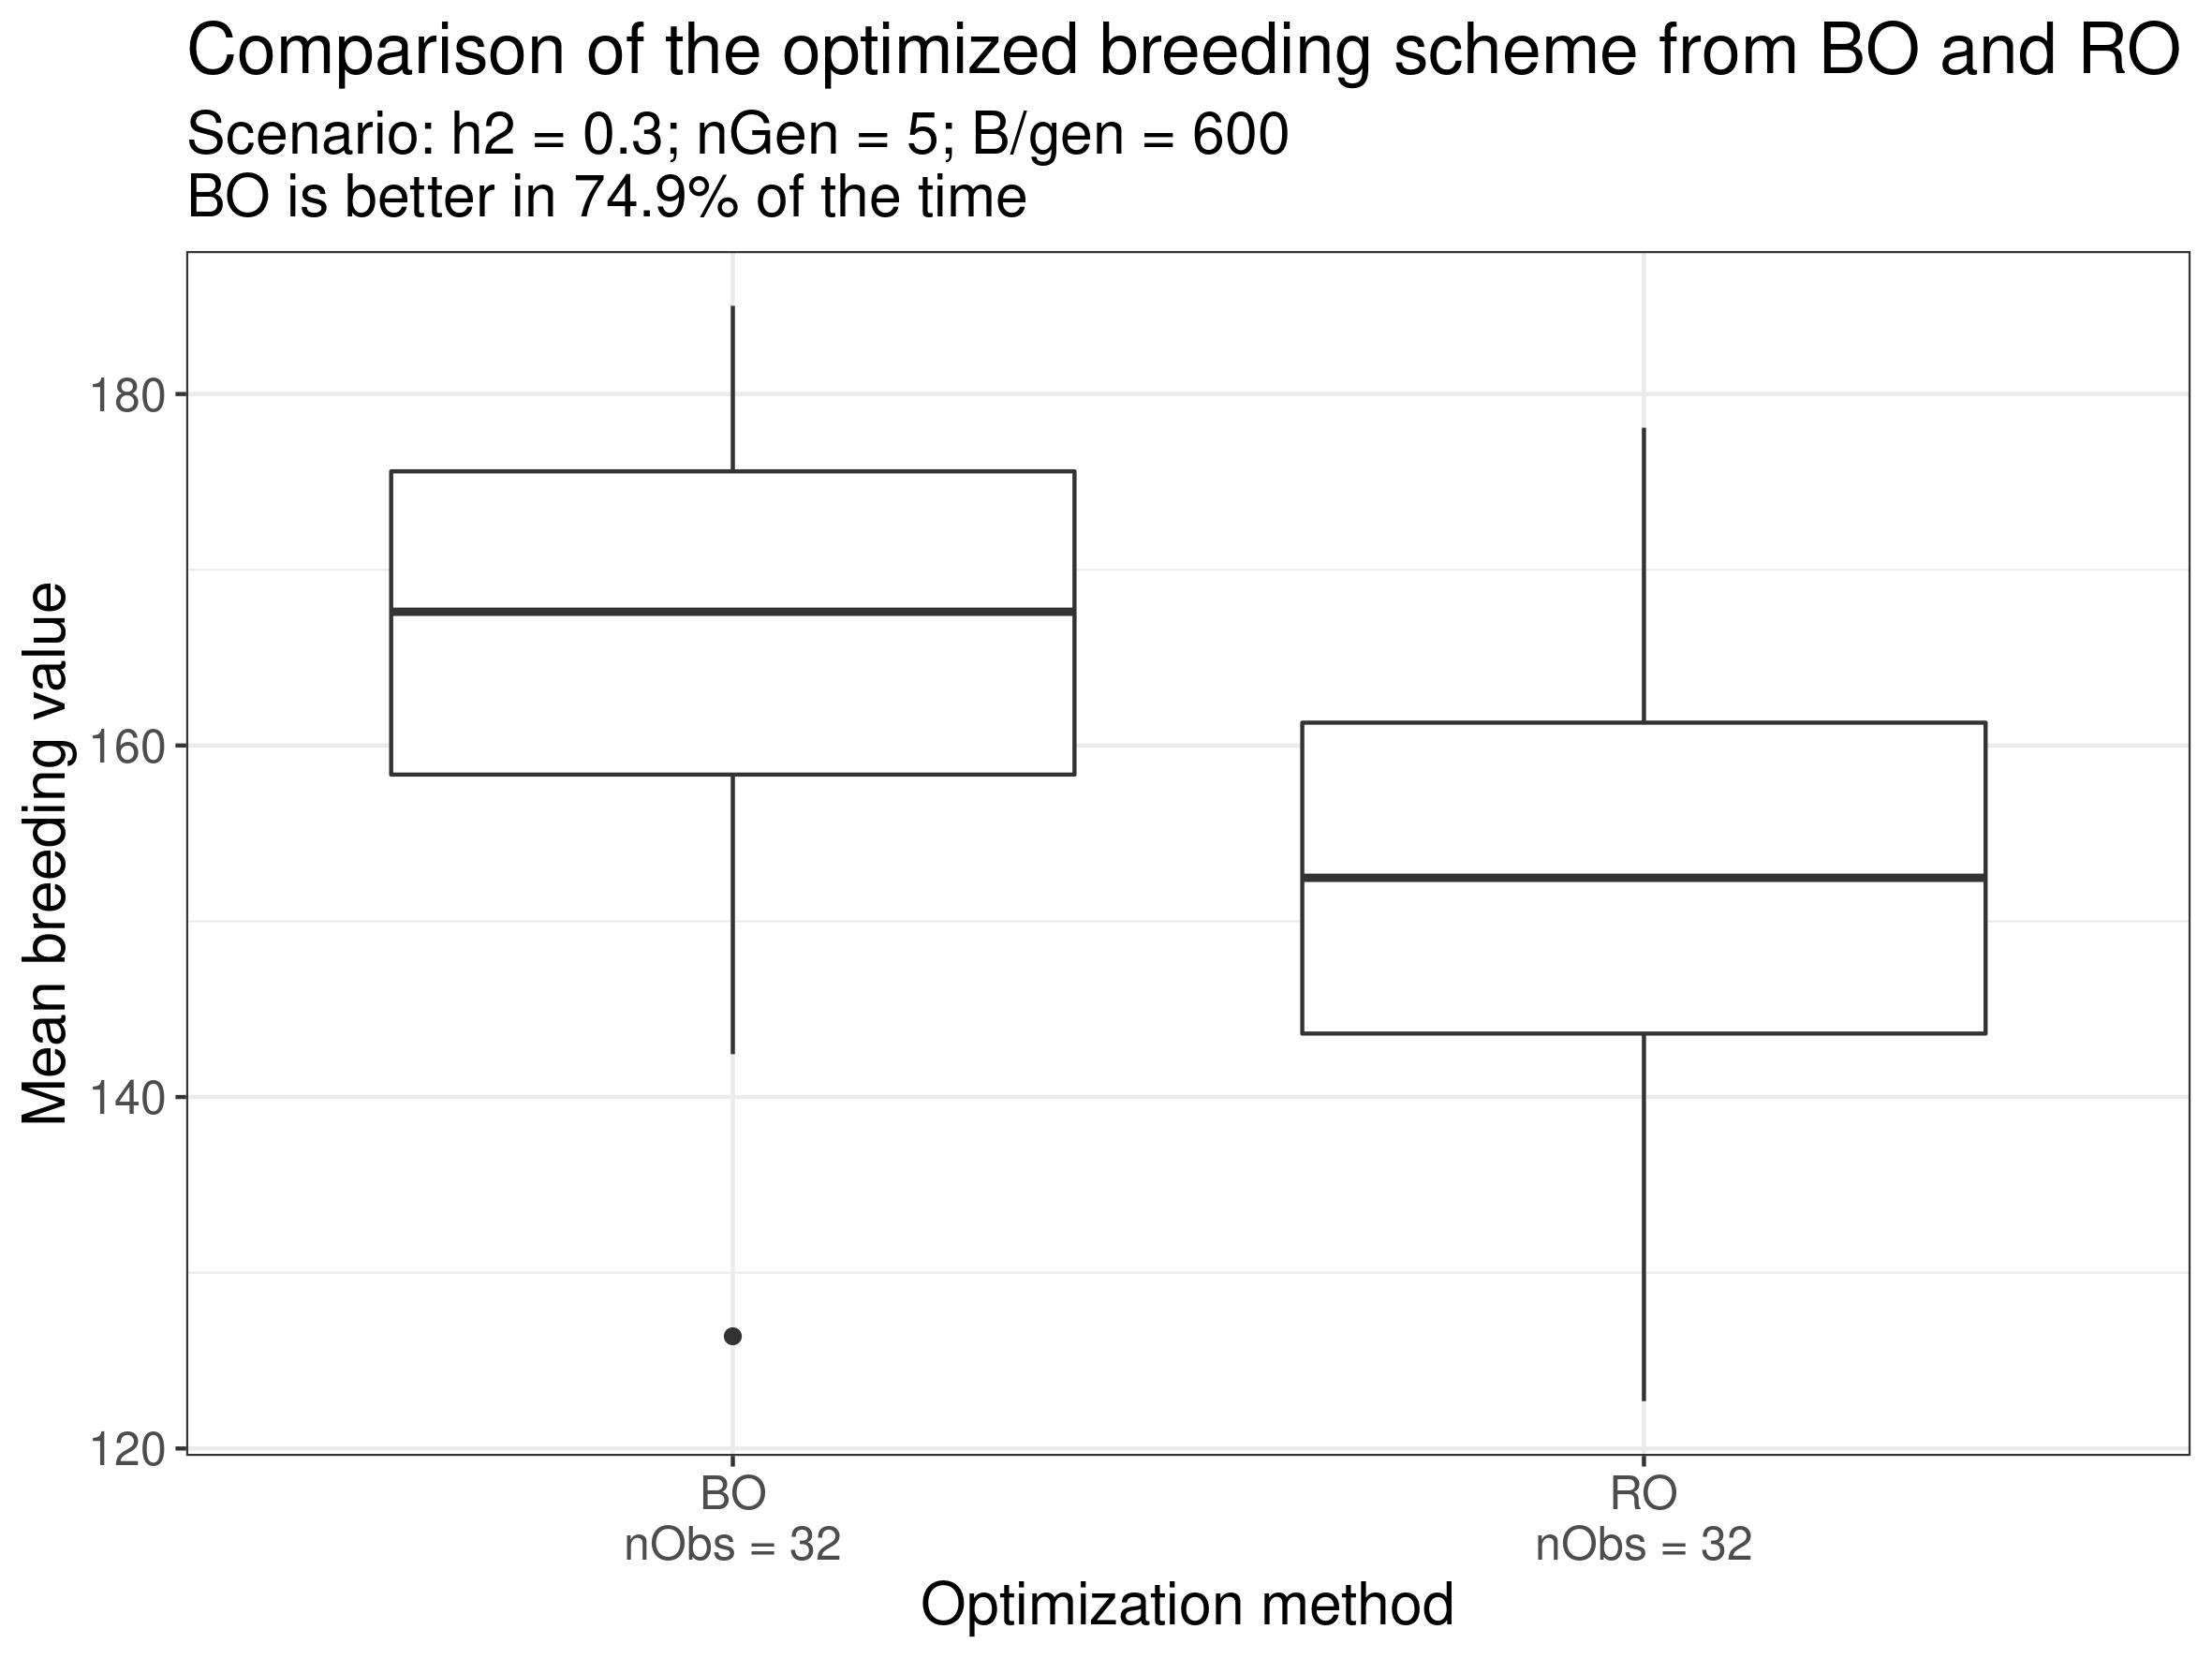 Comparison of the optimized breeding scheme from BO and RO
Scenario: h2 = 0.3; nGen = 5; B/gen = 600
BO is better in 74.9% of the time
Mean breeding value
180
160
140
120
BO
nObs = 32
RO
nObs = 32
Optimization method